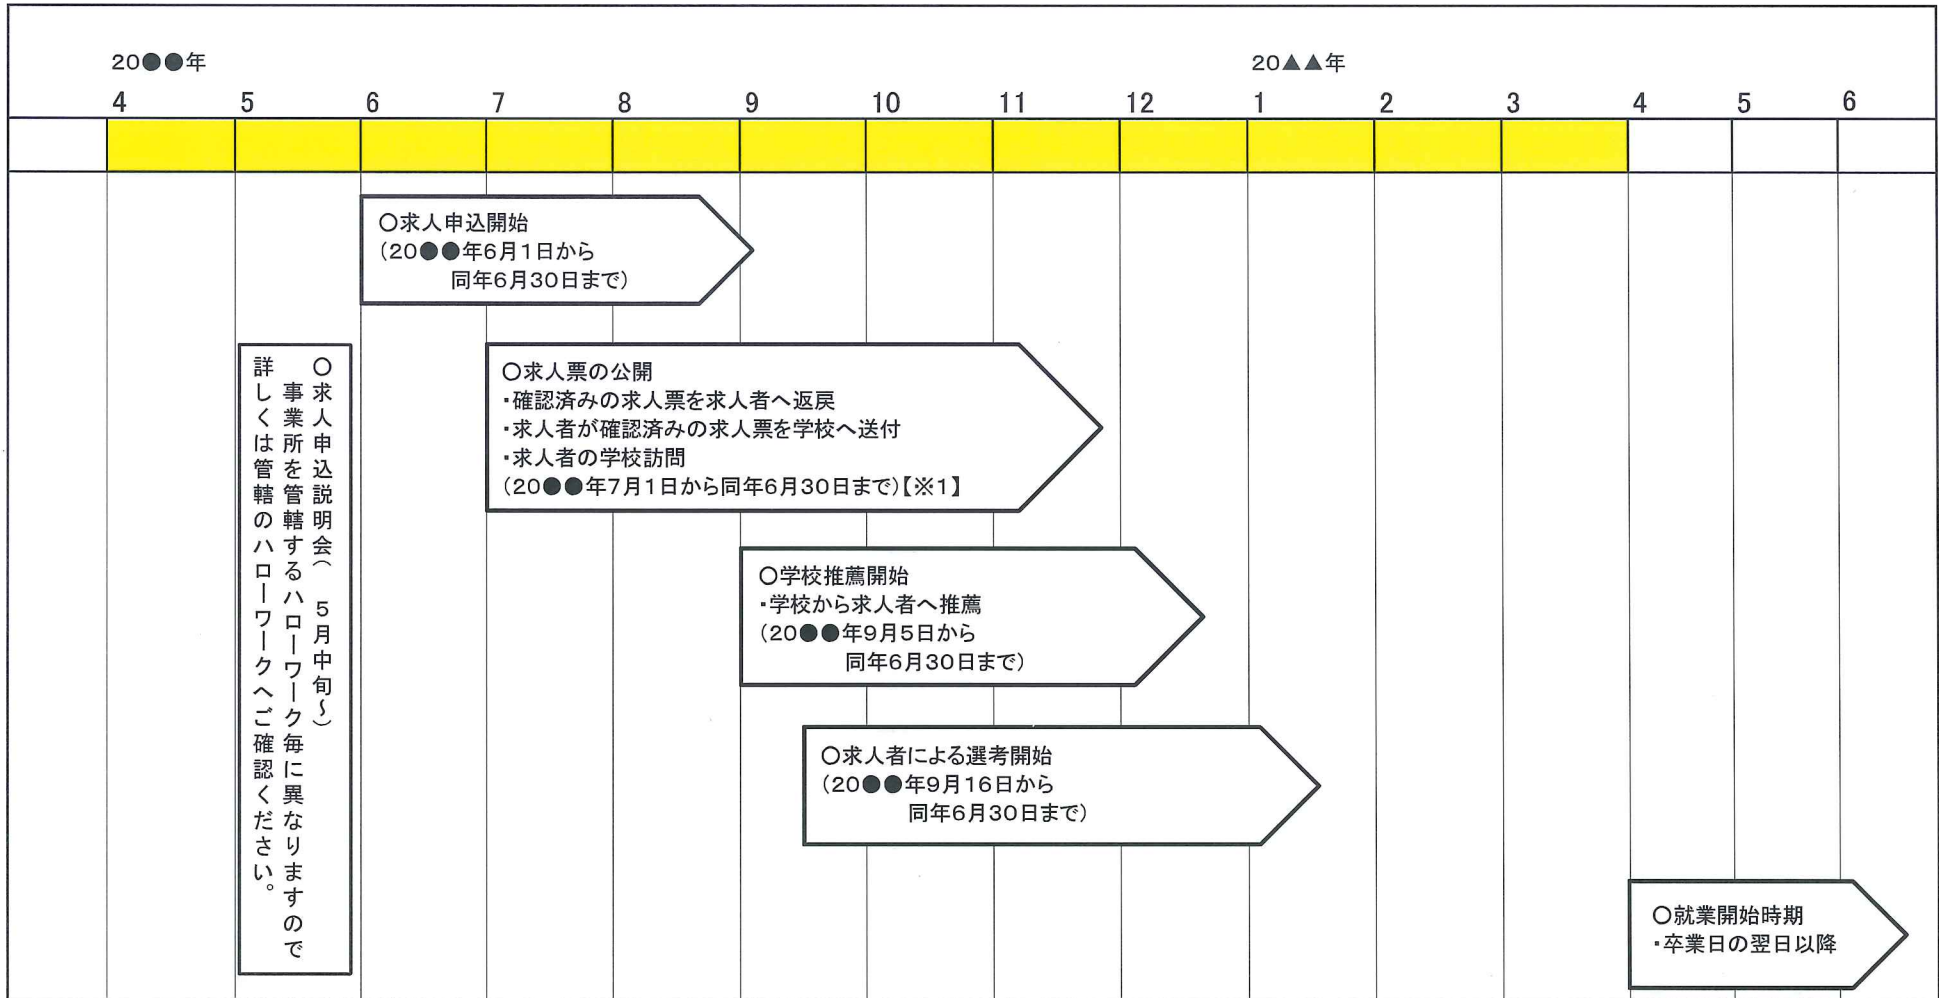 20●●年
20▲▲年
4 5 6 7 8 9 10 11 12 1 2 3 4 5 6
○求人申込開始
(20●●年6月1日から
同年6月30日まで)
○求人申込説明会( 5月中旬~)
事業所を管轄するハローワーク毎に異なりますので
詳しくは管轄のハローワークへご確認ください。
○求人票の公開
・確認済みの求人票を求人者へ返戻
・求人者が確認済みの求人票を学校へ送付
・求人者の学校訪問
(20●●年7月1日から同年6月30日まで)【※1】
○学校推薦開始
・学校から求人者へ推薦
(20●●年9月5日から
同年6月30日まで)
○求人者による選考開始
(20●●年9月16日から
同年6月30日まで)
○就業開始時期
・卒業日の翌日以降